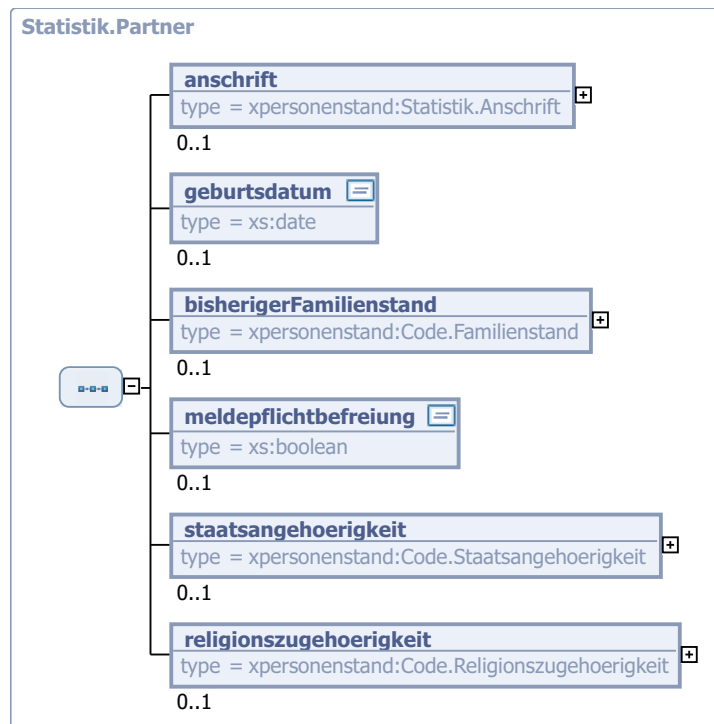 Statistik.Partner
anschrift
type = xpersonenstand:Statistik.Anschrift
0..1
geburtsdatum
type = xs:date
0..1
bisherigerFamilienstand
type = xpersonenstand:Code.Familienstand
0..1
meldepflichtbefreiung
type = xs:boolean
0..1
staatsangehoerigkeit
type = xpersonenstand:Code.Staatsangehoerigkeit
0..1
religionszugehoerigkeit
type = xpersonenstand:Code.Religionszugehoerigkeit
0..1